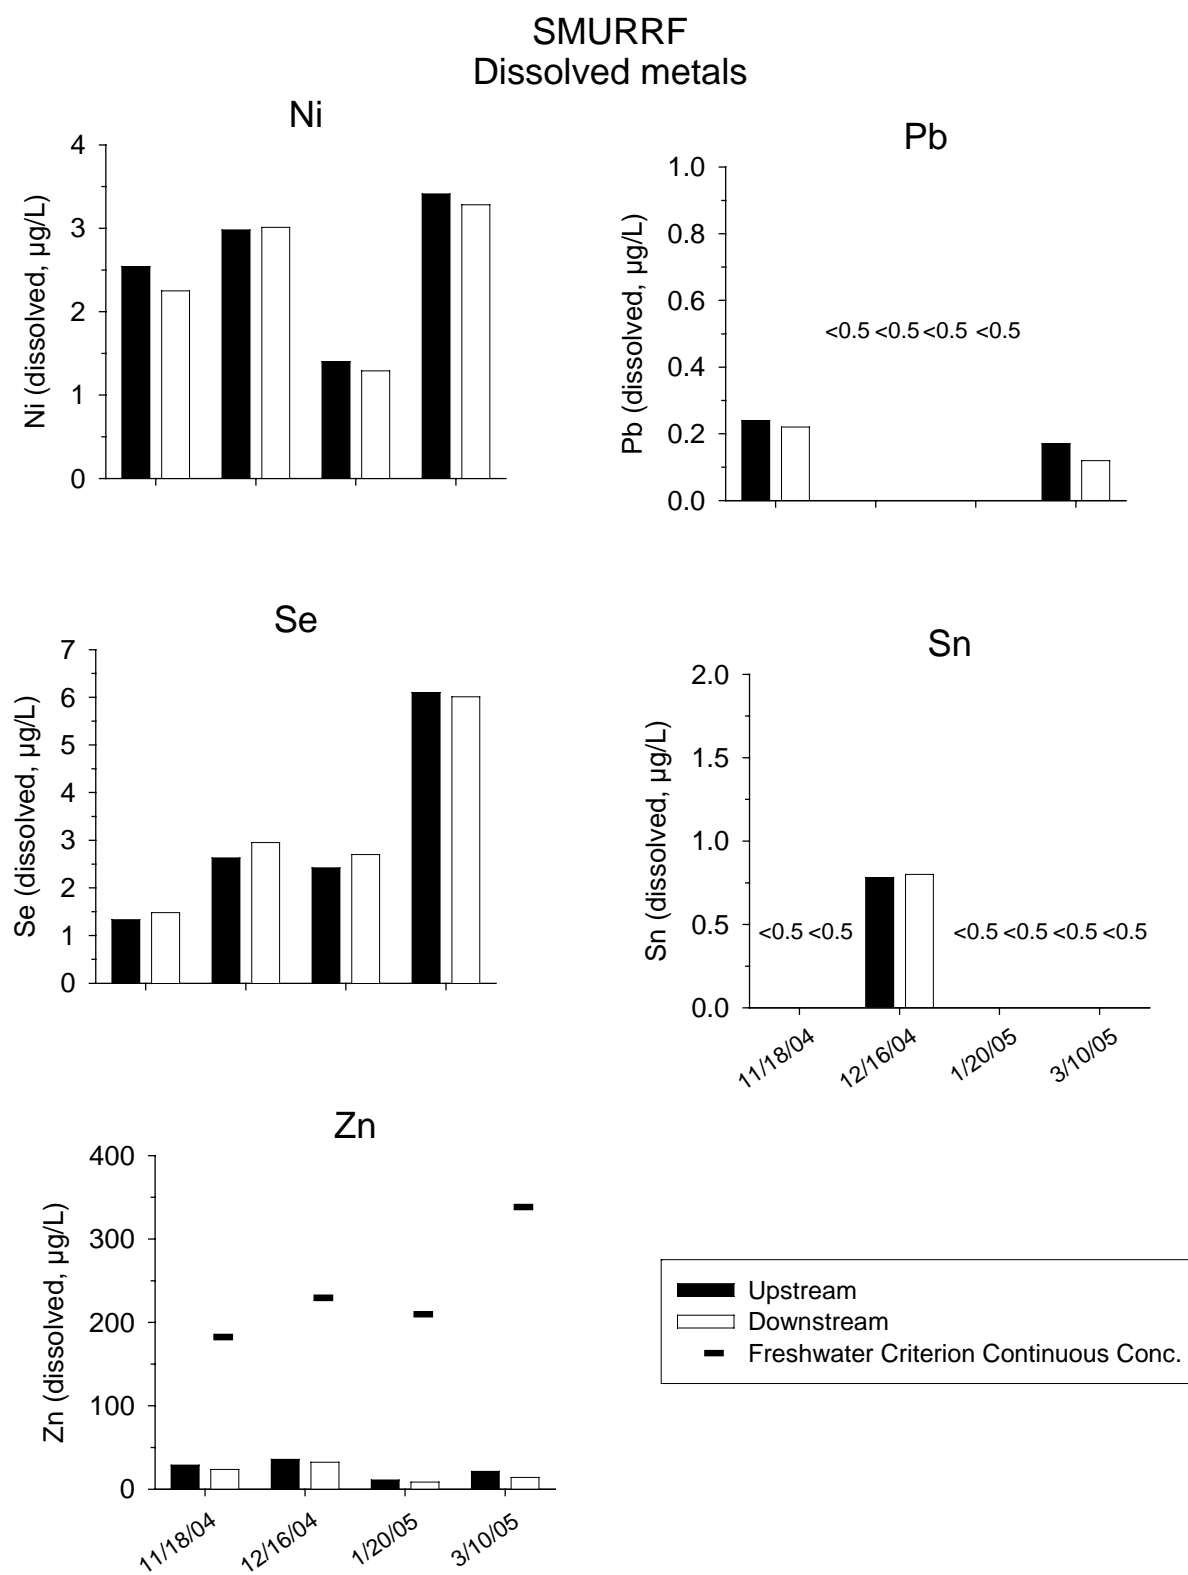 SMURRF
Dissolved metals
Ni
Ni (dissolved, µg/L)
4
3
2
1
0
Pb
Pb (dissolved, µg/L)
1.0
0.8
0.6
0.4
0.2
0.0
<0.5 <0.5 <0.5 <0.5
Se
Se (dissolved, µg/L)
7
6
5
4
3
2
1
0
Sn
Sn (dissolved, µg/L)
2.0
1.5
1.0
0.5
0.0
<0.5 <0.5 <0.5 <0.5 <0.5 <0.5
11/18/04 12/16/04 1/20/05 3/10/05
Zn
Zn (dissolved, µg/L)
400
300
200
100
0
11/18/04 12/16/04 1/20/05 3/10/05
Upstream
Downstream
Freshwater Criterion Continuous Conc.